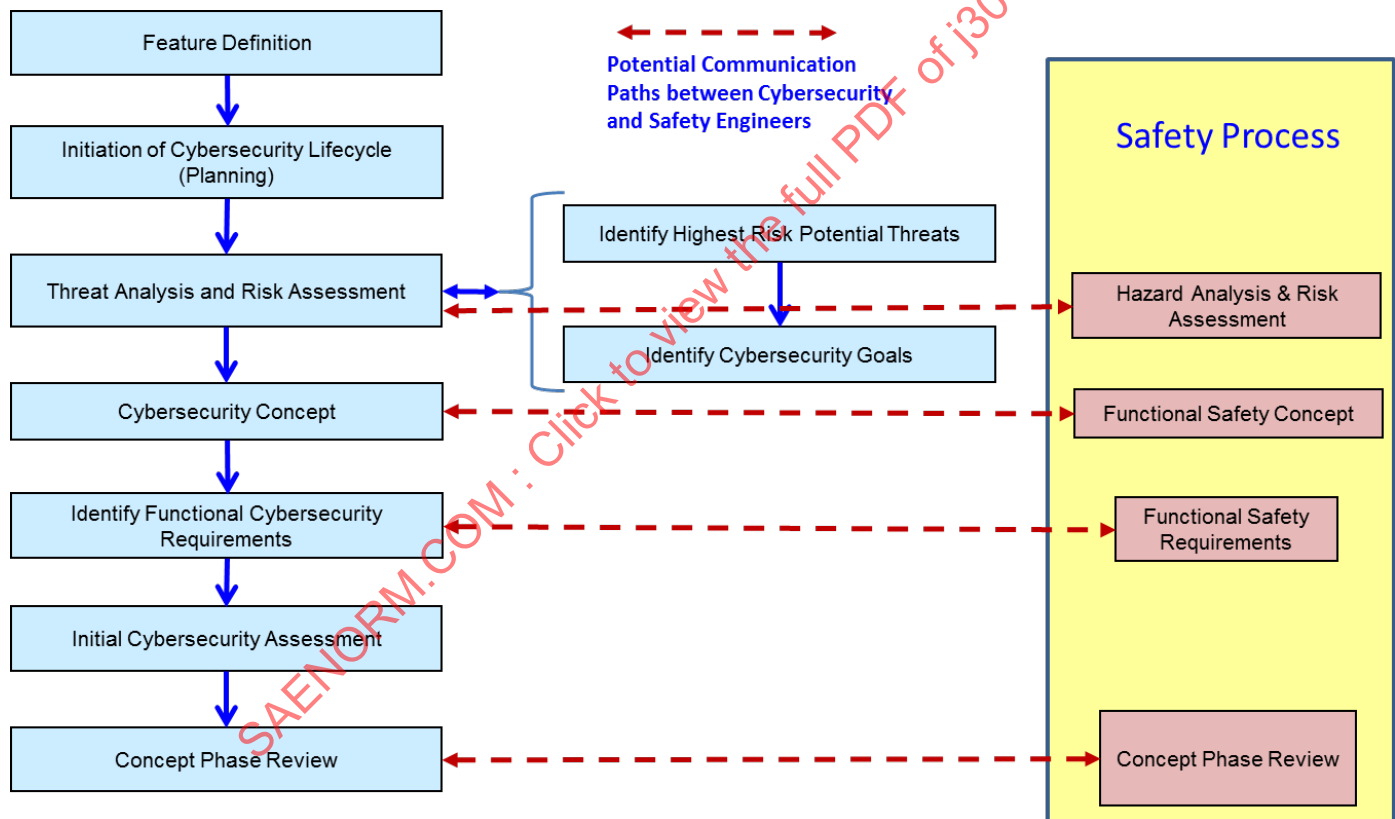 Feature Definition
Potential Communication
Paths between Cybersecurity
and Safety Engineers
Safety Process
Initiation of Cybersecurity Lifecycle
(Planning)
Identify Highest Risk Potential Threats
Threat Analysis and Risk Assessment
Hazard Analysis & Risk
Assessment
Identify Cybersecurity Goals
Cybersecurity Concept
Functional Safety Concept
Identify Functional Cybersecurity
Requirements
Functional Safety
Requirements
Initial Cybersecurity Assessment
Concept Phase Review
Concept Phase Review
SAENORM.COM : Click to view the full PDF of j30